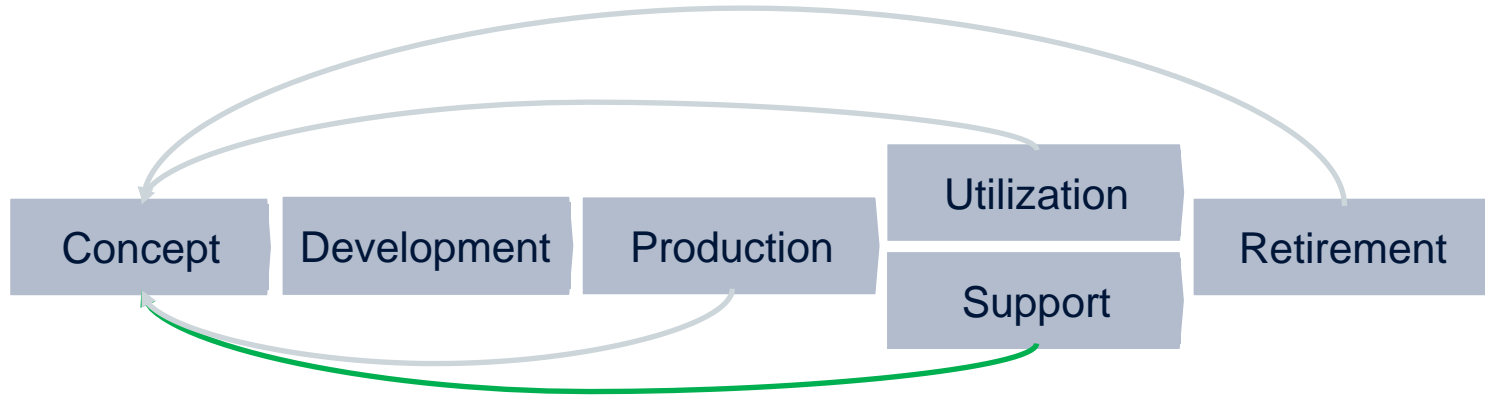 Concept
Development
Production
Utilization
Support
Retirement